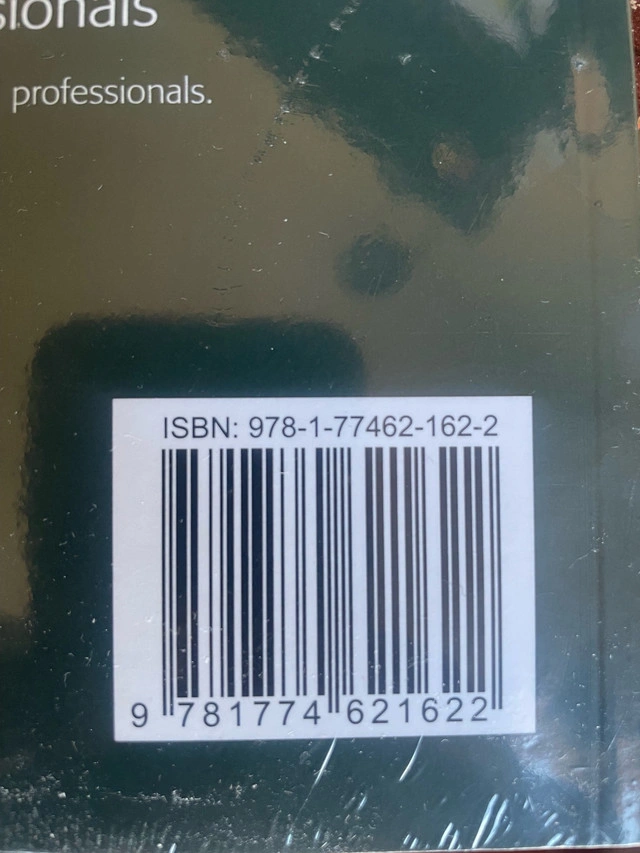 sionals
professionals.
ISBN: 978-1-77462-162-2
9 781774 621622